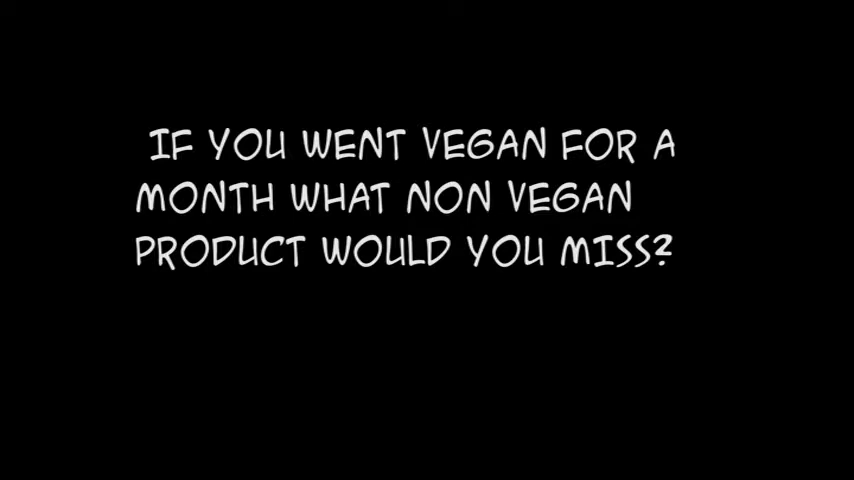 IF YOU WENT VEGAN FOR A
MONTH WHAT NON VEGAN
PRODUCT WOULD YOU MISS?